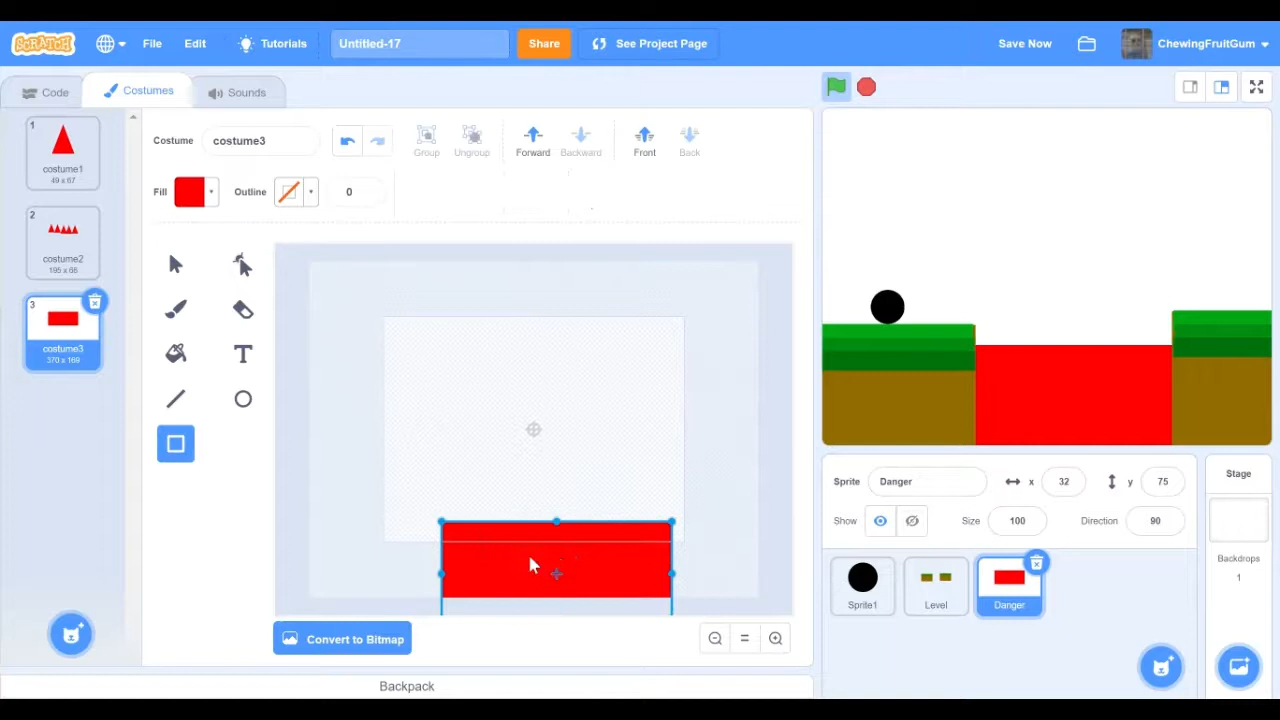 SCRATCH File Edit Tutorials Untitled-17 Share See Project Page Save Now ChewingFruitGum
Code Costumes Sounds
1
costume1
49 x 67
2
costume2
195 x 66
3
costume3
370 x 169
Costume costume3 Group Ungroup Forward Backward Front Back
Fill Outline 0
T
Convert to Bitmap
Backpack
Sprite Danger x 32 y 75
Show Size 100 Direction 90
Sprite1 Level Danger
Stage
Backdrops
1